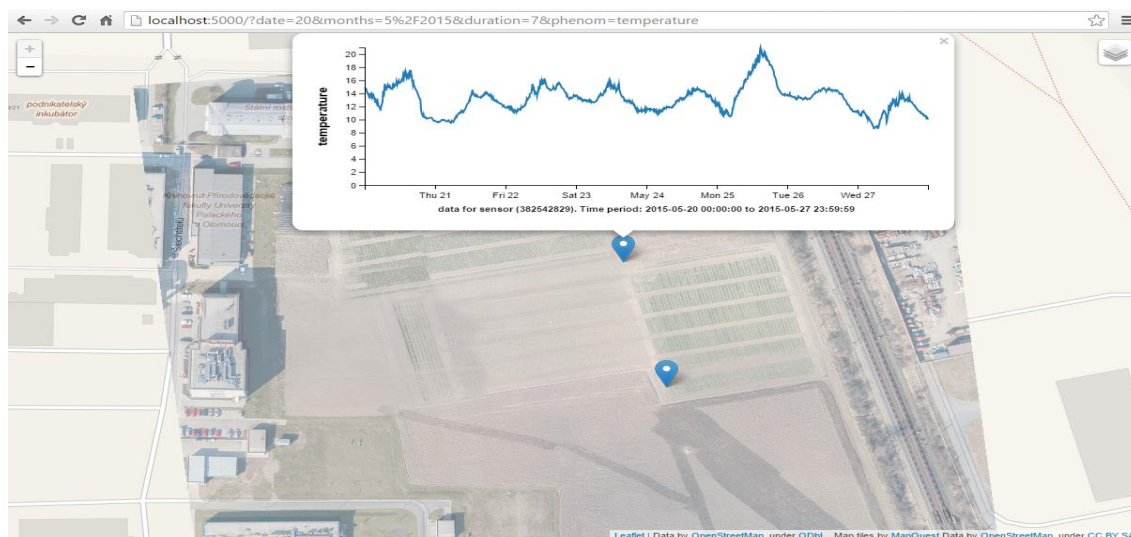 localhost:5000/?date=20&months=5%2F2015&duration=7&phenom=temperature
+
−
podnikatelský
inkubátor
Knihovna Přírodovědecké
fakulty Univerzity
Palackého
v Olomouci
Šlechtitelů
temperature
20
18
16
14
12
10
8
6
4
2
0
Thu 21
Fri 22
Sat 23
May 24
Mon 25
Tue 26
Wed 27
data for sensor (382542829). Time period: 2015-05-20 00:00:00 to 2015-05-27 23:59:59
×
Leaflet | Data by OpenStreetMap, under ODbL. Map tiles by MapQuest Data by OpenStreetMap, under CC BY SA